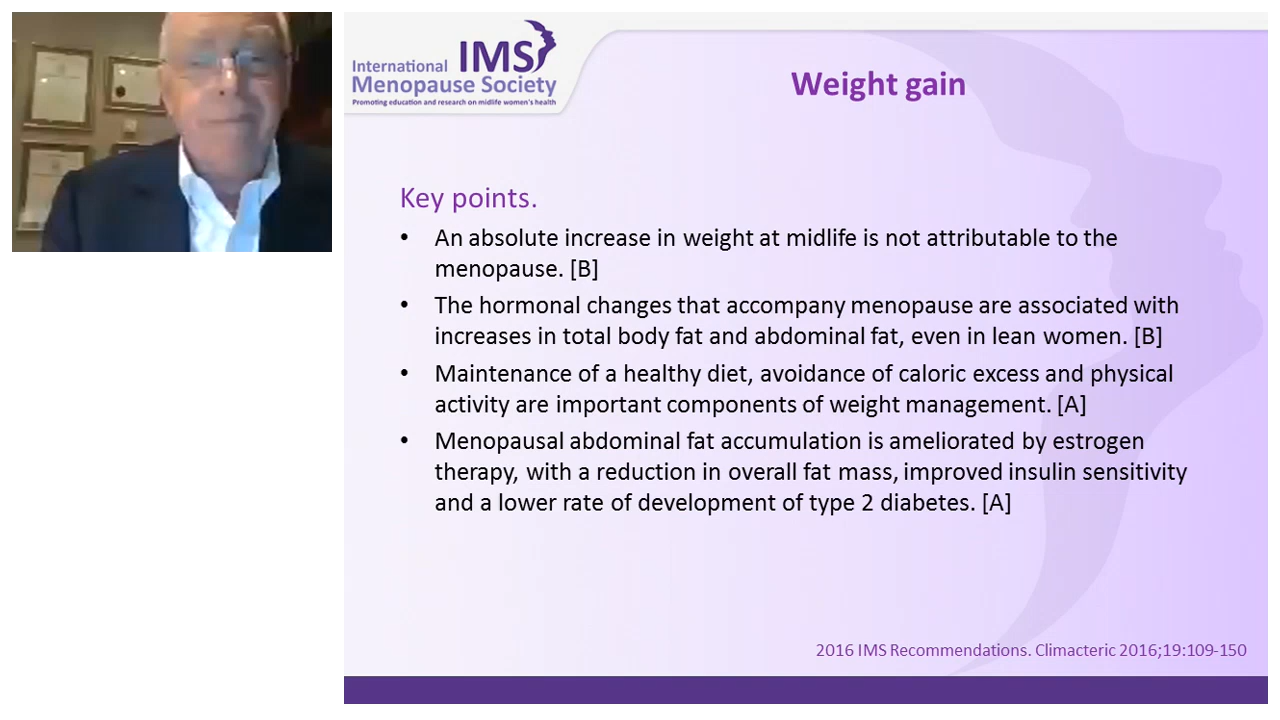 International IMS
Menopause Society
Promoting education and research on midlife women's health
Weight gain
Key points.
• An absolute increase in weight at midlife is not attributable to the
menopause. [B]
• The hormonal changes that accompany menopause are associated with
increases in total body fat and abdominal fat, even in lean women. [B]
• Maintenance of a healthy diet, avoidance of caloric excess and physical
activity are important components of weight management. [A]
• Menopausal abdominal fat accumulation is ameliorated by estrogen
therapy, with a reduction in overall fat mass, improved insulin sensitivity
and a lower rate of development of type 2 diabetes. [A]
2016 IMS Recommendations. Climacteric 2016;19:109-150